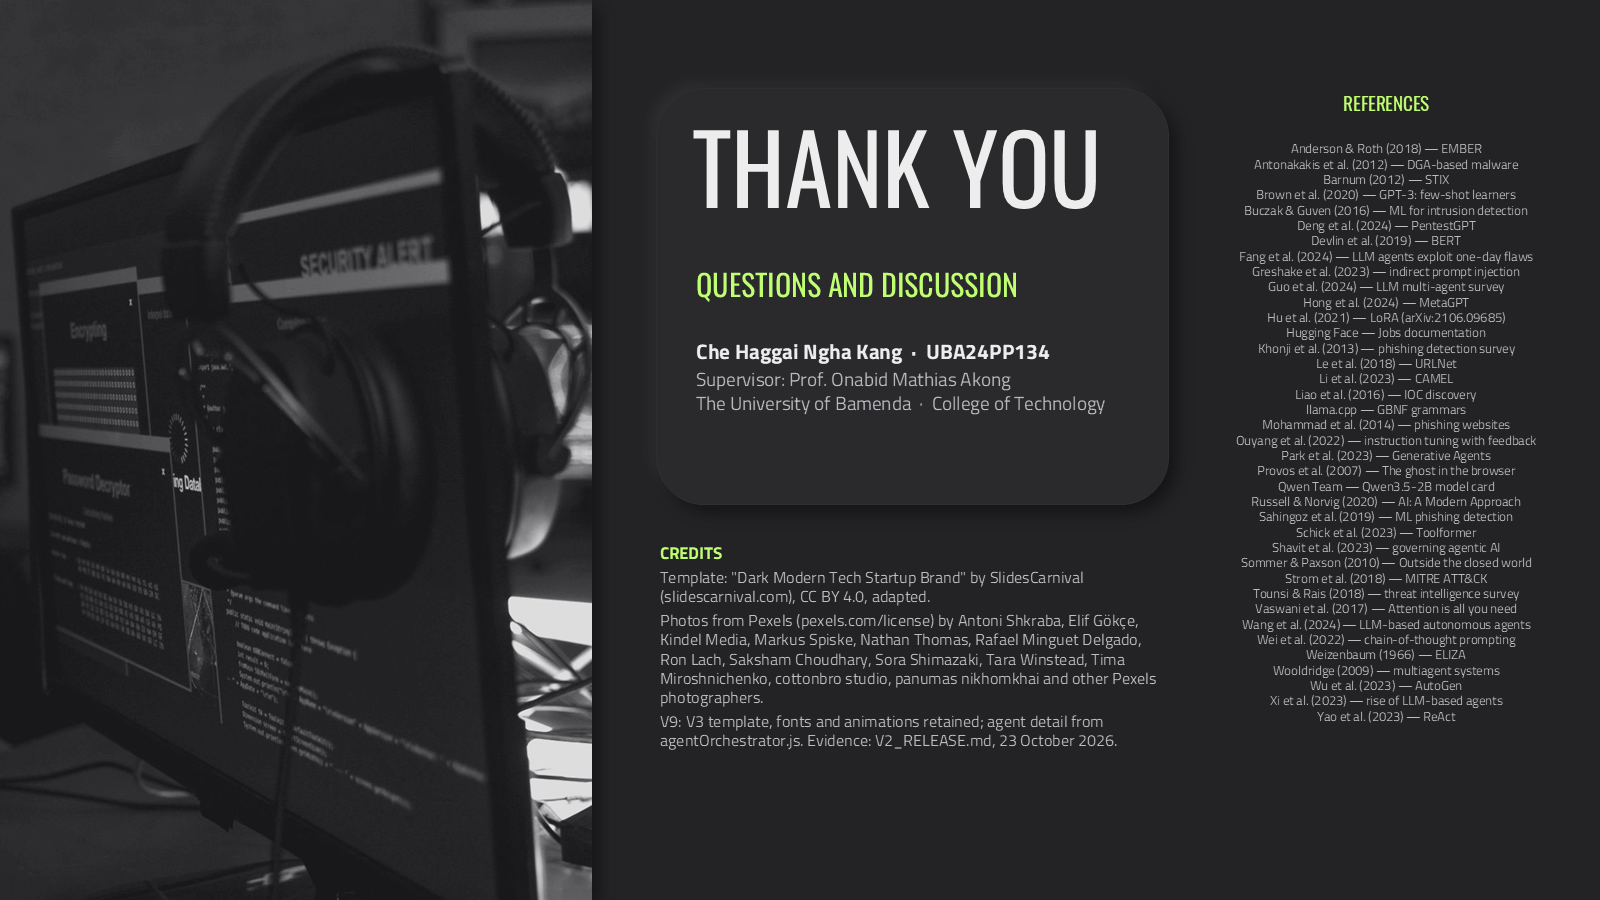 SECURITY ALERT
Encrypting
Password Decryptor
THANK YOU
QUESTIONS AND DISCUSSION
Che Haggai Ngha Kang · UBA24PP134
Supervisor: Prof. Onabid Mathias Akong
The University of Bamenda · College of Technology
CREDITS
Template: "Dark Modern Tech Startup Brand" by SlidesCarnival
(slidescarnival.com), CC BY 4.0, adapted.
Photos from Pexels (pexels.com/license) by Antoni Shkraba, Elif Gökçe,
Kindel Media, Markus Spiske, Nathan Thomas, Rafael Minguet Delgado,
Ron Lach, Saksham Choudhary, Sora Shimazaki, Tara Winstead, Tima
Miroshnichenko, cottonbro studio, panumas nikhomkhai and other Pexels
photographers.
V9: V3 template, fonts and animations retained; agent detail from
agentOrchestrator.js. Evidence: V2_RELEASE.md, 23 October 2026.
REFERENCES
Anderson & Roth (2018) — EMBER
Antonakakis et al. (2012) — DGA-based malware
Barnum (2012) — STIX
Brown et al. (2020) — GPT-3: few-shot learners
Buczak & Guven (2016) — ML for intrusion detection
Deng et al. (2024) — PentestGPT
Devlin et al. (2019) — BERT
Fang et al. (2024) — LLM agents exploit one-day flaws
Greshake et al. (2023) — indirect prompt injection
Guo et al. (2024) — LLM multi-agent survey
Hong et al. (2024) — MetaGPT
Hu et al. (2021) — LoRA (arXiv:2106.09685)
Hugging Face — Jobs documentation
Khonji et al. (2013) — phishing detection survey
Le et al. (2018) — URLNet
Li et al. (2023) — CAMEL
Liao et al. (2016) — IOC discovery
llama.cpp — GBNF grammars
Mohammad et al. (2014) — phishing websites
Ouyang et al. (2022) — instruction tuning with feedback
Park et al. (2023) — Generative Agents
Provos et al. (2007) — The ghost in the browser
Qwen Team — Qwen3.5-2B model card
Russell & Norvig (2020) — AI: A Modern Approach
Sahingoz et al. (2019) — ML phishing detection
Schick et al. (2023) — Toolformer
Shavit et al. (2023) — governing agentic AI
Sommer & Paxson (2010) — Outside the closed world
Strom et al. (2018) — MITRE ATT&CK
Tounsi & Rais (2018) — threat intelligence survey
Vaswani et al. (2017) — Attention is all you need
Wang et al. (2024) — LLM-based autonomous agents
Wei et al. (2022) — chain-of-thought prompting
Weizenbaum (1966) — ELIZA
Wooldridge (2009) — multiagent systems
Wu et al. (2023) — AutoGen
Xi et al. (2023) — rise of LLM-based agents
Yao et al. (2023) — ReAct